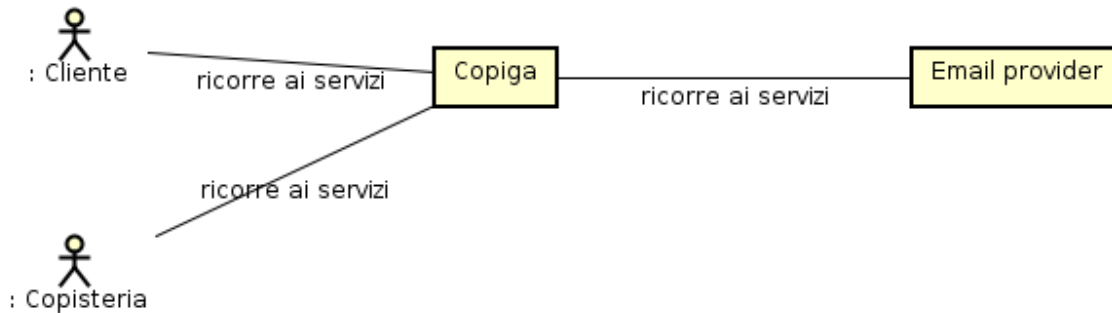 : Cliente
ricorre ai servizi
Copiga
ricorre ai servizi
Email provider
ricorre ai servizi
: Copisteria